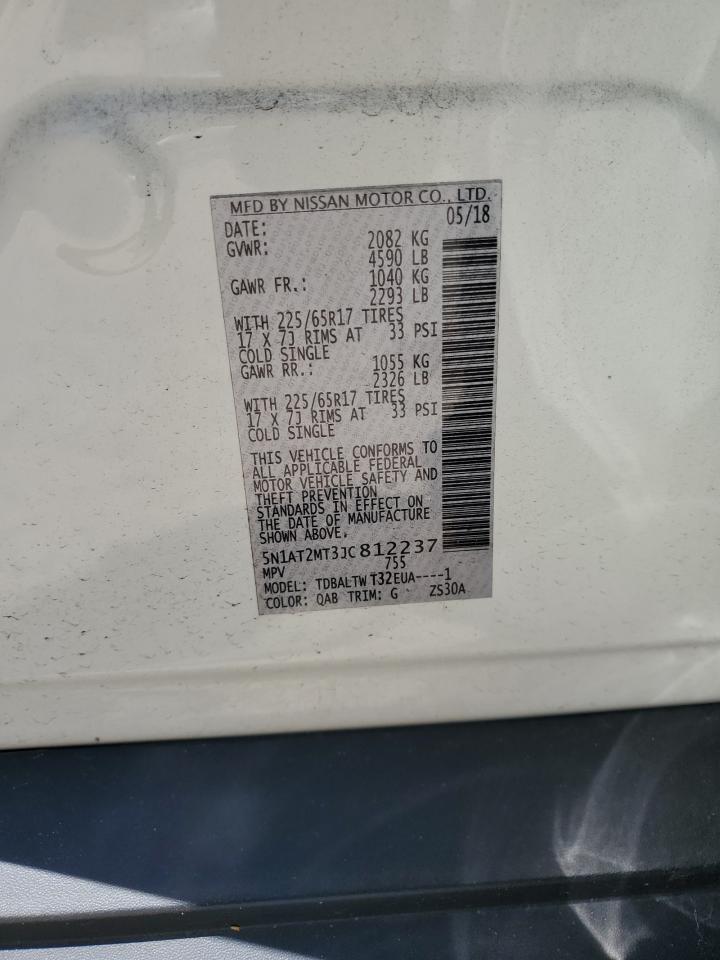 MFD BY NISSAN MOTOR CO., LTD.
DATE: 05/18
GVWR: 2082 KG
4590 LB
GAWR FR.: 1040 KG
2293 LB
WITH 225/65R17 TIRES
17 X 7J RIMS AT 33 PSI
COLD SINGLE
GAWR RR.: 1055 KG
2326 LB
WITH 225/65R17 TIRES
17 X 7J RIMS AT 33 PSI
COLD SINGLE
THIS VEHICLE CONFORMS TO
ALL APPLICABLE FEDERAL
MOTOR VEHICLE SAFETY AND
THEFT PREVENTION
STANDARDS IN EFFECT ON
THE DATE OF MANUFACTURE
SHOWN ABOVE.
5N1AT2MT3JC812237
MPV 755
MODEL: TDBALTW T32EUA----1
COLOR: QAB TRIM: G ZS30A